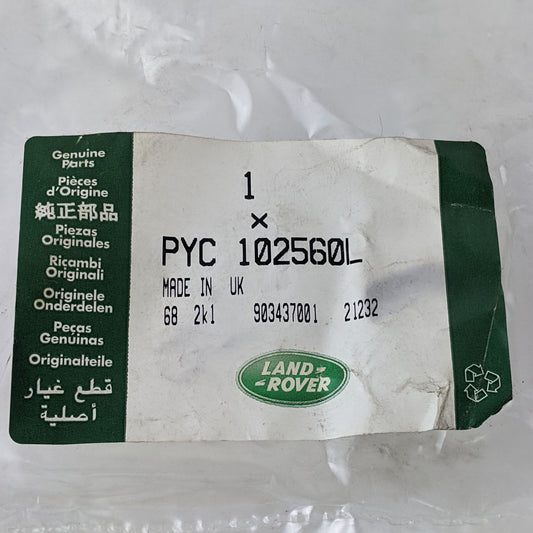 Genuine
Parts
Pièces
d'Origine
純正部品
Piezas
Originales
Ricambi
Originali
Originele
Onderdelen
Peças
Genuinas
Originalteile
قطع غيار
أصلية
1
x
PYC 102560L
MADE IN UK
68 2k1 903437001 21232
LAND-
-ROVER